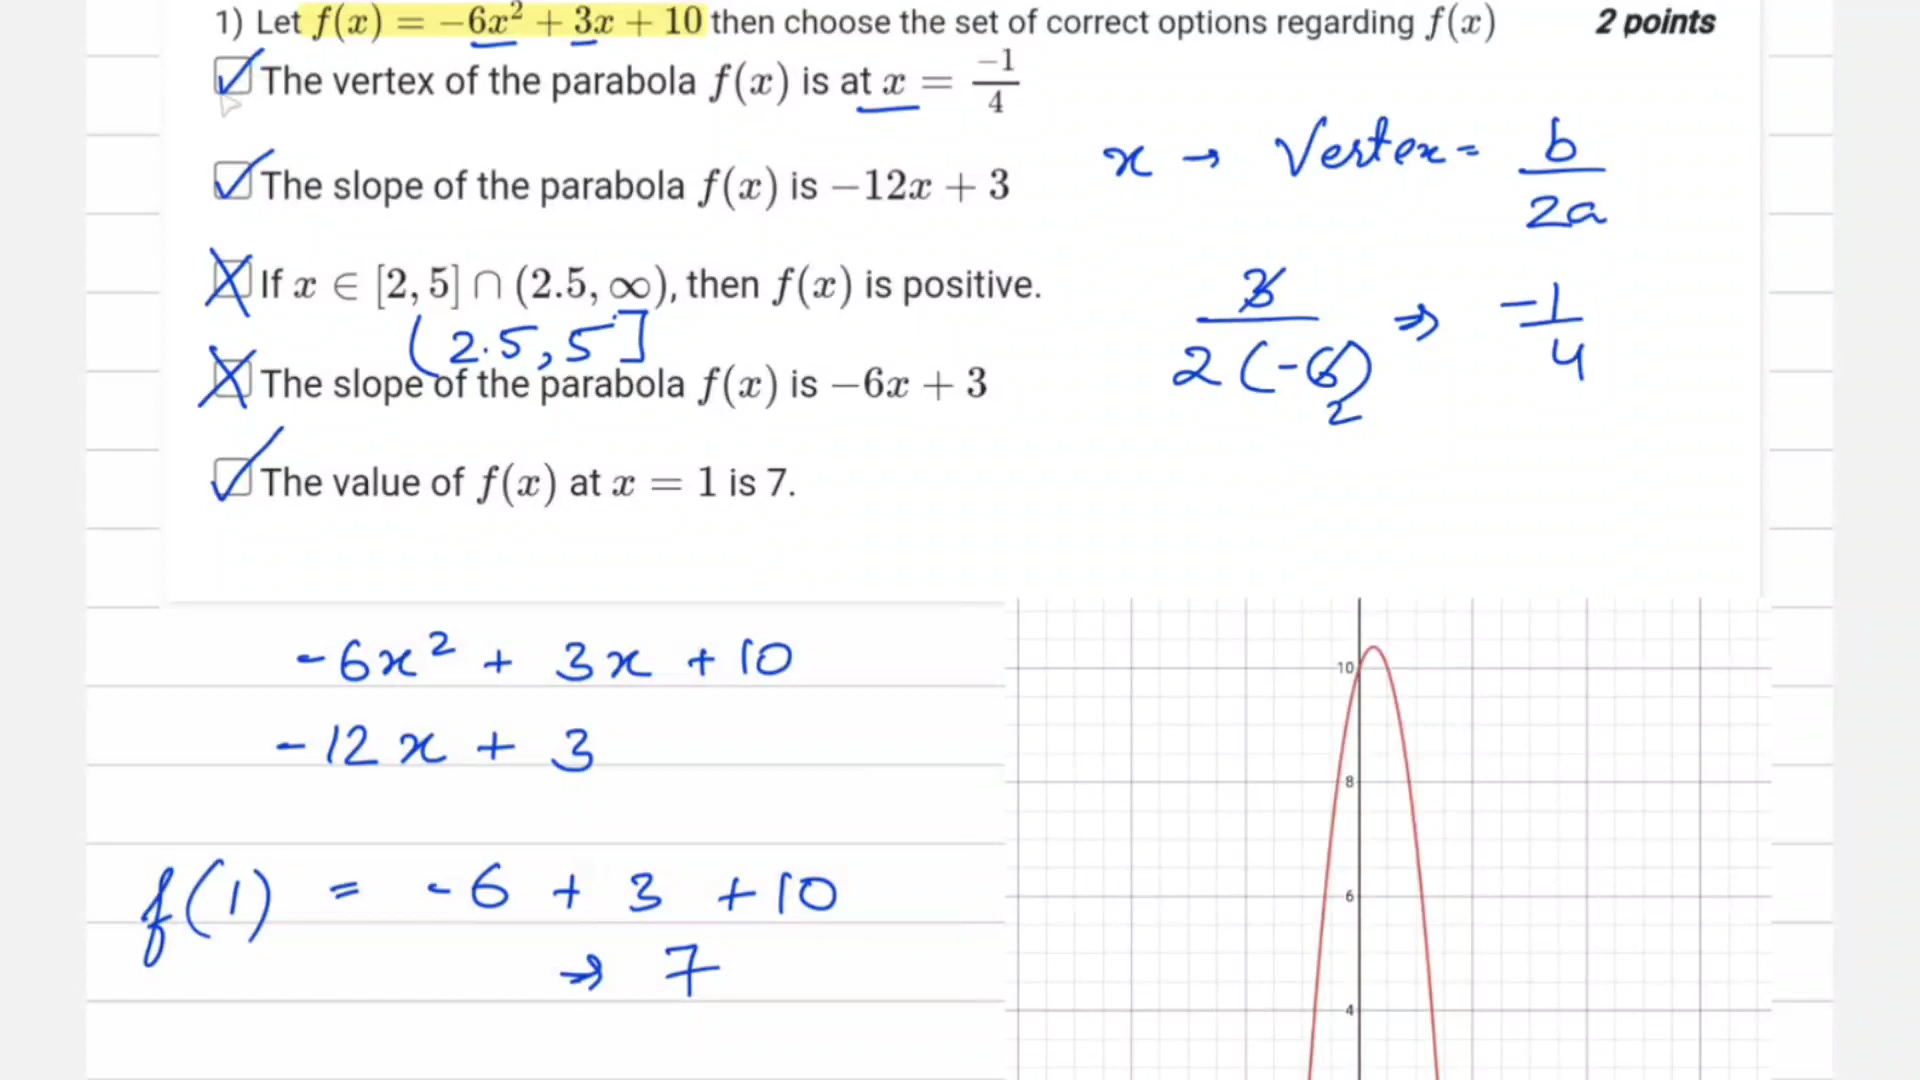 1) Let f(x) = −6x² + 3x + 10 then choose the set of correct options regarding f(x) 2 points
The vertex of the parabola f(x) is at x = −1/4
The slope of the parabola f(x) is −12x + 3
If x ∈ [2, 5] ∩ (2.5, ∞), then f(x) is positive.
(2.5, 5]
The slope of the parabola f(x) is −6x + 3
The value of f(x) at x = 1 is 7.
x → Vertex = b/2a
3/2(-6) ⇒ -1/4
2
-6x² + 3x + 10
-12x + 3
f(1) = -6 + 3 + 10
⇒ 7
10
8
6
4